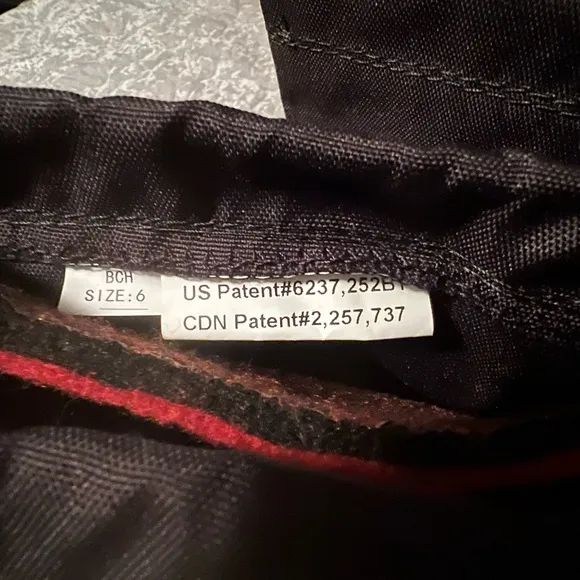 BCH
SIZE:6
US Patent#6237,252B1
CDN Patent#2,257,737